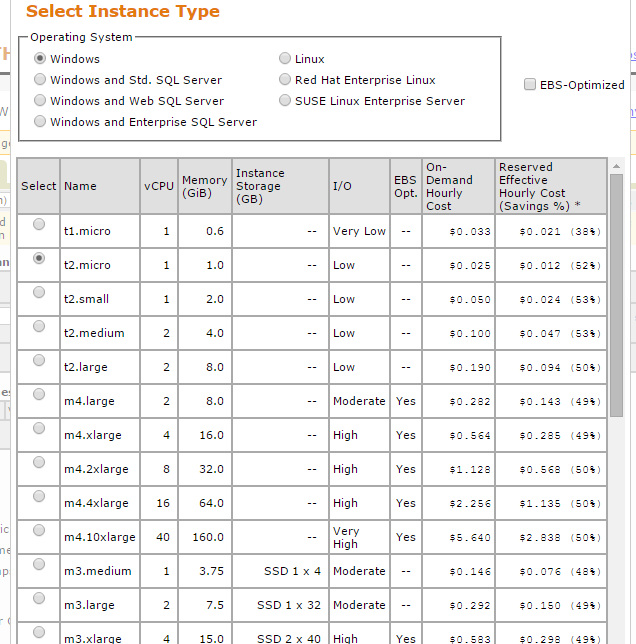 Select Instance Type
Operating System
Windows
Linux
Windows and Std. SQL Server
Red Hat Enterprise Linux
Windows and Web SQL Server
SUSE Linux Enterprise Server
Windows and Enterprise SQL Server
EBS-Optimized
Select Name vCPU Memory (GiB) Instance Storage (GB) I/O EBS Opt. On-Demand Hourly Cost Reserved Effective Hourly Cost (Savings %) *
t1.micro 1 0.6 -- Very Low -- $0.033 $0.021 (38%)
t2.micro 1 1.0 -- Low -- $0.025 $0.012 (52%)
t2.small 1 2.0 -- Low -- $0.050 $0.024 (53%)
t2.medium 2 4.0 -- Low -- $0.100 $0.047 (53%)
t2.large 2 8.0 -- Low -- $0.190 $0.094 (50%)
m4.large 2 8.0 -- Moderate Yes $0.282 $0.143 (49%)
m4.xlarge 4 16.0 -- High Yes $0.564 $0.285 (49%)
m4.2xlarge 8 32.0 -- High Yes $1.128 $0.568 (50%)
m4.4xlarge 16 64.0 -- High Yes $2.256 $1.135 (50%)
m4.10xlarge 40 160.0 -- Very High Yes $5.640 $2.838 (50%)
m3.medium 1 3.75 SSD 1 x 4 Moderate -- $0.146 $0.076 (48%)
m3.large 2 7.5 SSD 1 x 32 Moderate -- $0.292 $0.150 (49%)
m3.xlarge 4 15.0 SSD 2 x 40 High Yes $0.583 $0.298 (49%)